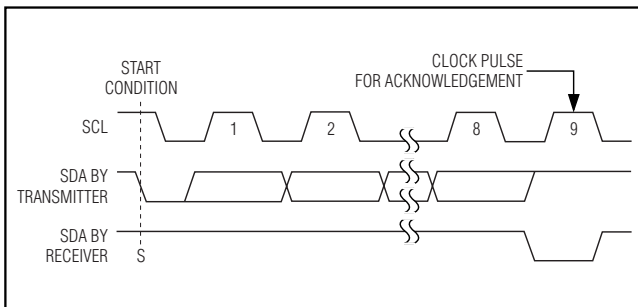 START
CONDITION
CLOCK PULSE
FOR ACKNOWLEDGEMENT
SCL
1
2
8
9
SDA BY
TRANSMITTER
SDA BY
RECEIVER
S